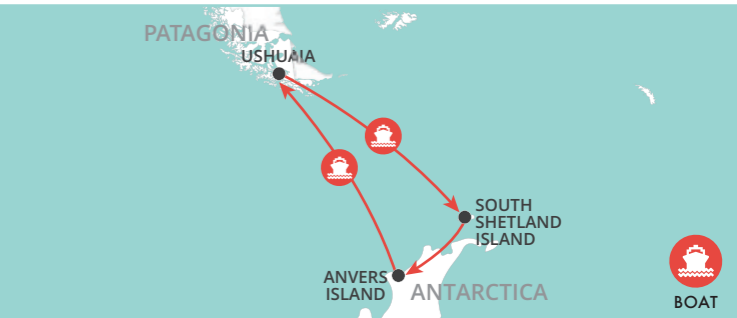 PATAGONIA
USHUAIA
SOUTH
SHETLAND
ISLAND
ANVERS
ISLAND
ANTARCTICA
BOAT